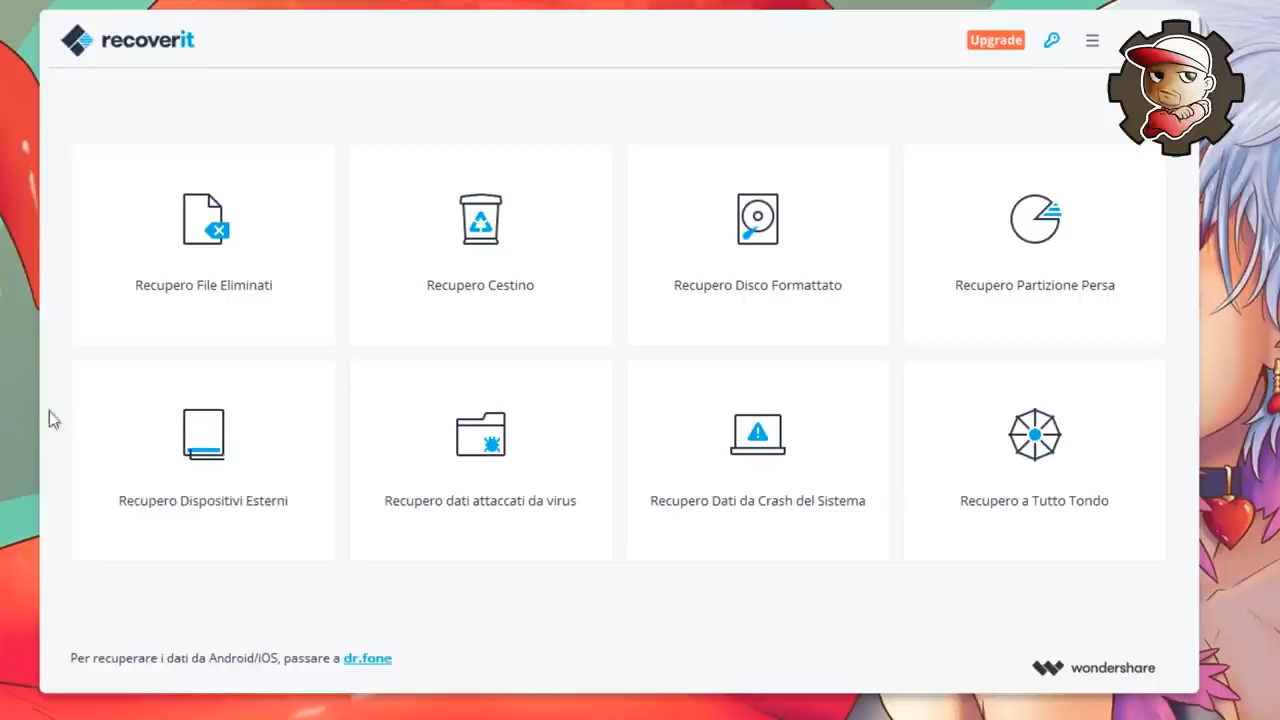 recoverit
Upgrade
Recupero File Eliminati
Recupero Cestino
Recupero Disco Formattato
Recupero Partizione Persa
Recupero Dispositivi Esterni
Recupero dati attaccati da virus
Recupero Dati da Crash del Sistema
Recupero a Tutto Tondo
Per recuperare i dati da Android/iOS, passare a dr.fone
wondershare